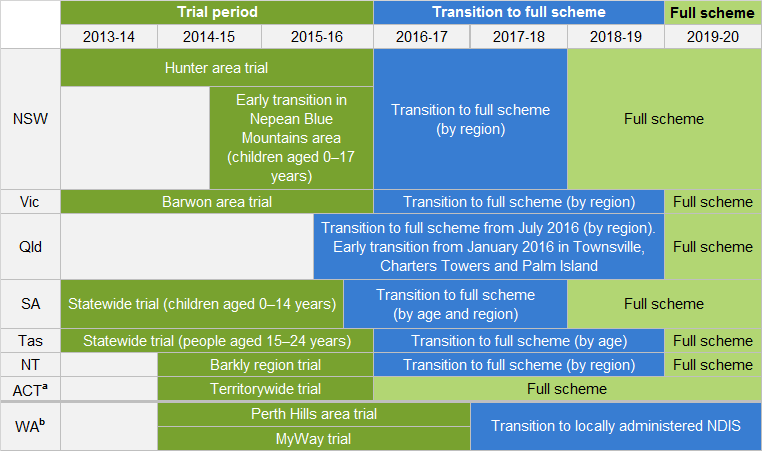 Trial period Transition to full scheme Full scheme
2013-14 2014-15 2015-16 2016-17 2017-18 2018-19 2019-20
NSW
Hunter area trial
Early transition in
Nepean Blue
Mountains area
(children aged 0–17
years)
Transition to full scheme
(by region)
Full scheme
Vic Barwon area trial Transition to full scheme (by region) Full scheme
Qld
Transition to full scheme from July 2016 (by region).
Early transition from January 2016 in Townsville,
Charters Towers and Palm Island
Full scheme
SA Statewide trial (children aged 0–14 years)
Transition to full scheme
(by age and region)
Full scheme
Tas Statewide trial (people aged 15–24 years) Transition to full scheme (by age) Full scheme
NT Barkly region trial Transition to full scheme (by region) Full scheme
ACTa Territorywide trial Full scheme
WAb
Perth Hills area trial
MyWay trial
Transition to locally administered NDIS